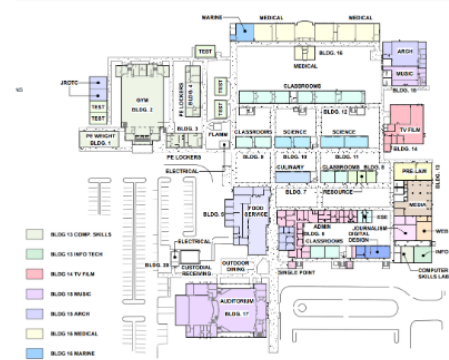 MARINE
MEDICAL
MEDICAL
TEST
BLDG. 16
MEDICAL
ARCH
MUSIC
BLDG. 15
JROTC
TEST
TEST
GYM
BLDG. 2
PE LOCKERS
BLDG. 4
TEST
TEST
CLASSROOMS
BLDG. 12
TV FILM
BLDG. 14
PE WEIGHT
BLDG. 1
BLDG. 3
PE LOCKERS
CLASSROOMS
BLDG. 9
SCIENCE
BLDG. 10
SCIENCE
BLDG. 11
ELECTRICAL
CULINARY
CLASSROOMS
BLDG. 8
BLDG. 7
RESOURCE
PRE-LAW
BLDG. 13
MEDIA
FOOD
SERVICE
ELECTRICAL
ADMIN
BLDG. 6
CLASSROOMS
ESE
JOURNALISM
DIGITAL
DESIGN
WEB
INFO
COMPUTER
SKILLS LAB
BLDG. 20
CUSTODIAL
RECEIVING
OUTDOOR
DINING
SINGLE POINT
AUDITORIUM
BLDG. 17
BLDG 13 COMP. SKILLS
BLDG 13 INFO TECH
BLDG 14 TV FILM
BLDG 15 MUSIC
BLDG 15 ARCH
BLDG 16 MEDICAL
BLDG 16 MARINE